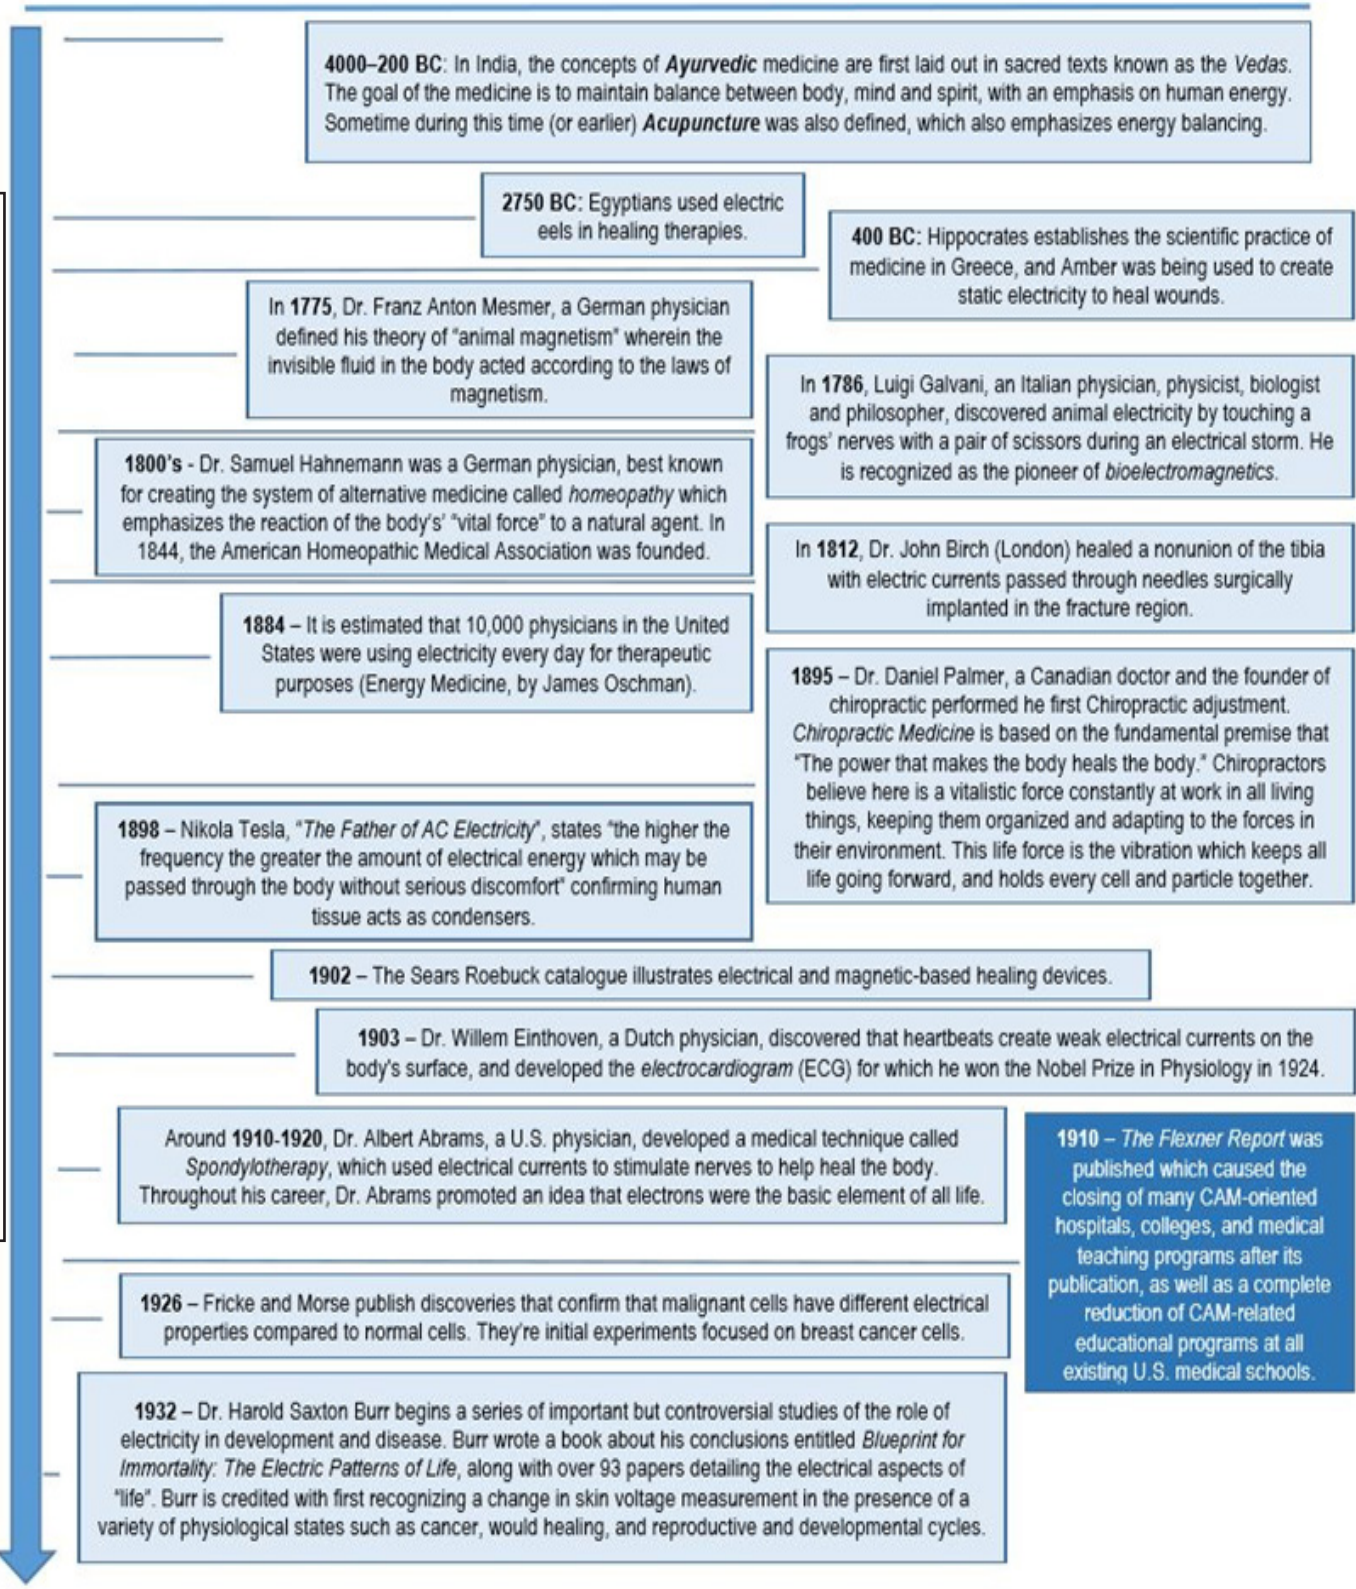 4000–200 BC: In India, the concepts of Ayurvedic medicine are first laid out in sacred texts known as the Vedas.
The goal of the medicine is to maintain balance between body, mind and spirit, with an emphasis on human energy.
Sometime during this time (or earlier) Acupuncture was also defined, which also emphasizes energy balancing.
2750 BC: Egyptians used electric
eels in healing therapies.
400 BC: Hippocrates establishes the scientific practice of
medicine in Greece, and Amber was being used to create
static electricity to heal wounds.
In 1775, Dr. Franz Anton Mesmer, a German physician
defined his theory of “animal magnetism” wherein the
invisible fluid in the body acted according to the laws of
magnetism.
In 1786, Luigi Galvani, an Italian physician, physicist, biologist
and philosopher, discovered animal electricity by touching a
frogs’ nerves with a pair of scissors during an electrical storm. He
is recognized as the pioneer of bioelectromagnetics.
1800’s - Dr. Samuel Hahnemann was a German physician, best known
for creating the system of alternative medicine called homeopathy which
emphasizes the reaction of the body’s’ “vital force” to a natural agent. In
1844, the American Homeopathic Medical Association was founded.
In 1812, Dr. John Birch (London) healed a nonunion of the tibia
with electric currents passed through needles surgically
implanted in the fracture region.
1884 – It is estimated that 10,000 physicians in the United
States were using electricity every day for therapeutic
purposes (Energy Medicine, by James Oschman).
1895 – Dr. Daniel Palmer, a Canadian doctor and the founder of
chiropractic performed he first Chiropractic adjustment.
Chiropractic Medicine is based on the fundamental premise that
“The power that makes the body heals the body.” Chiropractors
believe here is a vitalistic force constantly at work in all living
things, keeping them organized and adapting to the forces in
their environment. This life force is the vibration which keeps all
life going forward, and holds every cell and particle together.
1898 – Nikola Tesla, “The Father of AC Electricity”, states “the higher the
frequency the greater the amount of electrical energy which may be
passed through the body without serious discomfort” confirming human
tissue acts as condensers.
1902 – The Sears Roebuck catalogue illustrates electrical and magnetic-based healing devices.
1903 – Dr. Willem Einthoven, a Dutch physician, discovered that heartbeats create weak electrical currents on the
body's surface, and developed the electrocardiogram (ECG) for which he won the Nobel Prize in Physiology in 1924.
Around 1910-1920, Dr. Albert Abrams, a U.S. physician, developed a medical technique called
Spondylotherapy, which used electrical currents to stimulate nerves to help heal the body.
Throughout his career, Dr. Abrams promoted an idea that electrons were the basic element of all life.
1910 – The Flexner Report was
published which caused the
closing of many CAM-oriented
hospitals, colleges, and medical
teaching programs after its
publication, as well as a complete
reduction of CAM-related
educational programs at all
existing U.S. medical schools.
1926 – Fricke and Morse publish discoveries that confirm that malignant cells have different electrical
properties compared to normal cells. They’re initial experiments focused on breast cancer cells.
1932 – Dr. Harold Saxton Burr begins a series of important but controversial studies of the role of
electricity in development and disease. Burr wrote a book about his conclusions entitled Blueprint for
Immortality: The Electric Patterns of Life, along with over 93 papers detailing the electrical aspects of
“life”. Burr is credited with first recognizing a change in skin voltage measurement in the presence of a
variety of physiological states such as cancer, would healing, and reproductive and developmental cycles.